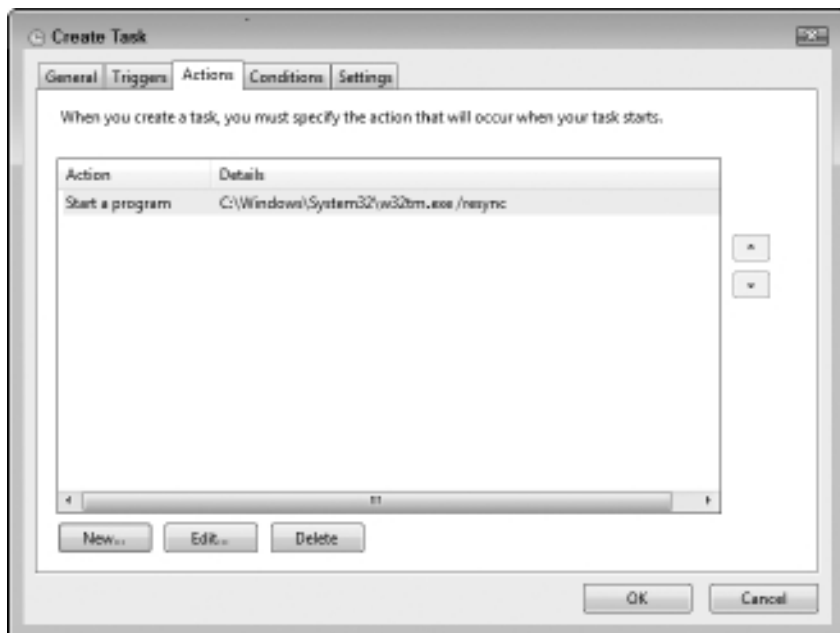 Create Task
General Triggers Actions Conditions Settings
When you create a task, you must specify the action that will occur when your task starts.
Action Details
Start a program C:\Windows\System32\w32tm.exe /resync
New... Edit... Delete
OK Cancel